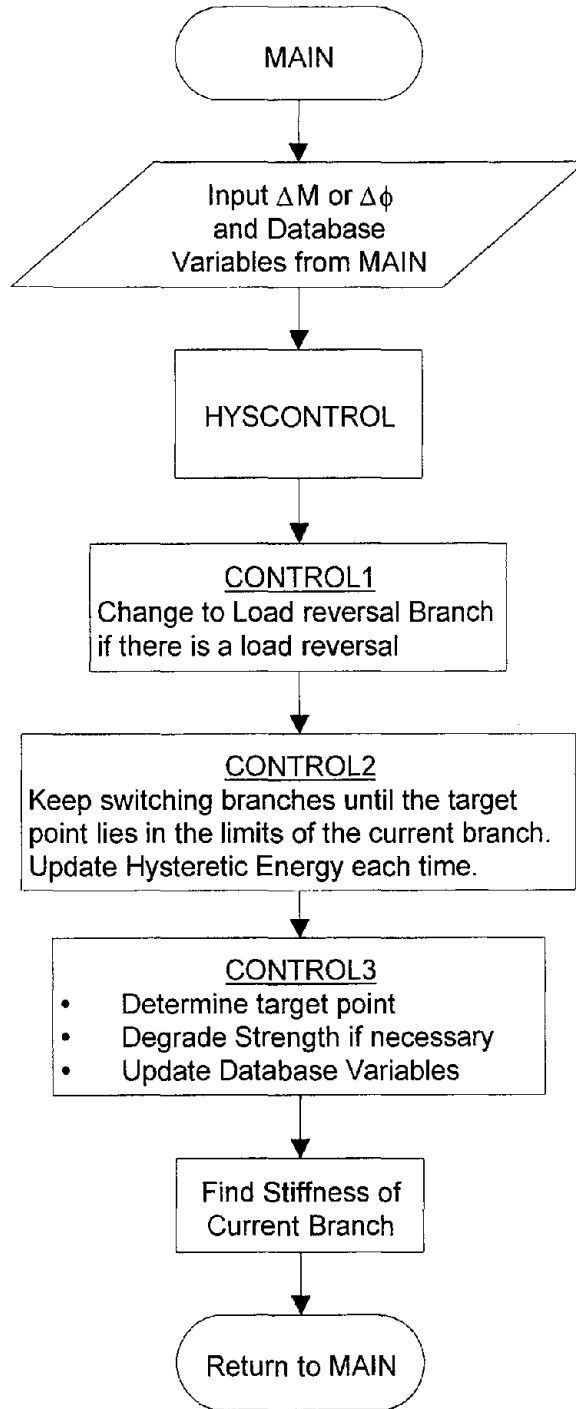 MAIN
Input ΔM or Δϕ
and Database
Variables from MAIN
HYSCONTROL
CONTROL1
Change to Load reversal Branch
if there is a load reversal
CONTROL2
Keep switching branches until the target
point lies in the limits of the current branch.
Update Hysteretic Energy each time.
CONTROL3
• Determine target point
• Degrade Strength if necessary
• Update Database Variables
Find Stiffness of
Current Branch
Return to MAIN